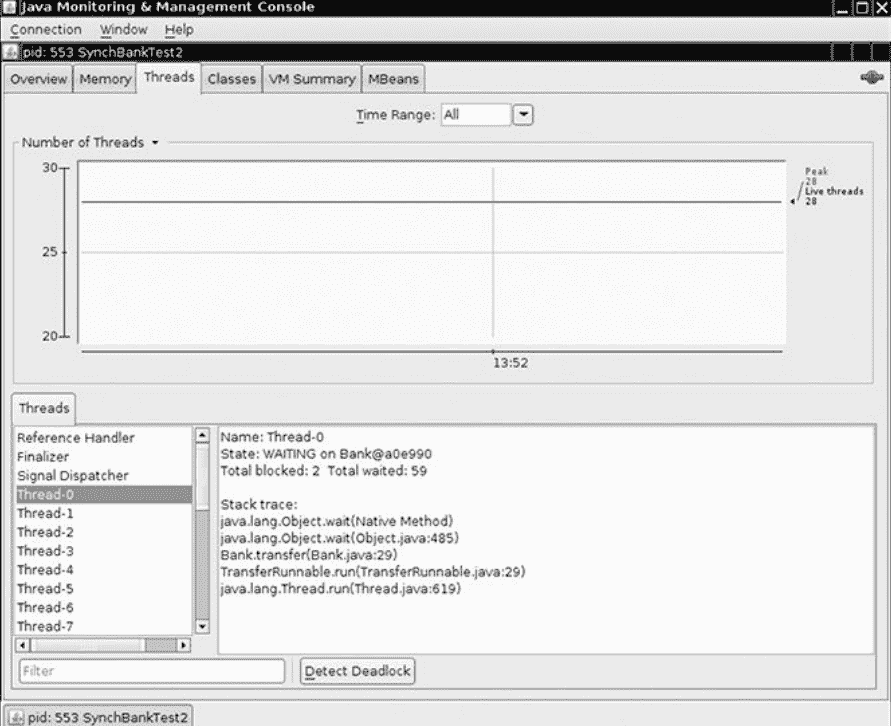 Java Monitoring & Management Console
Connection Window Help
pid: 553 SynchBankTest2
Overview Memory Threads Classes VM Summary MBeans
Time Range: All
Number of Threads
30
25
20
Peak
28
Live threads
28
13:52
Threads
Reference Handler
Finalizer
Signal Dispatcher
Thread-0
Thread-1
Thread-2
Thread-3
Thread-4
Thread-5
Thread-6
Thread-7
Name: Thread-0
State: WAITING on Bank@a0e990
Total blocked: 2 Total waited: 59
Stack trace:
java.lang.Object.wait(Native Method)
java.lang.Object.wait(Object.java:485)
Bank.transfer(Bank.java:29)
TransferRunnable.run(TransferRunnable.java:29)
java.lang.Thread.run(Thread.java:619)
Filter
Detect Deadlock
pid: 553 SynchBankTest2